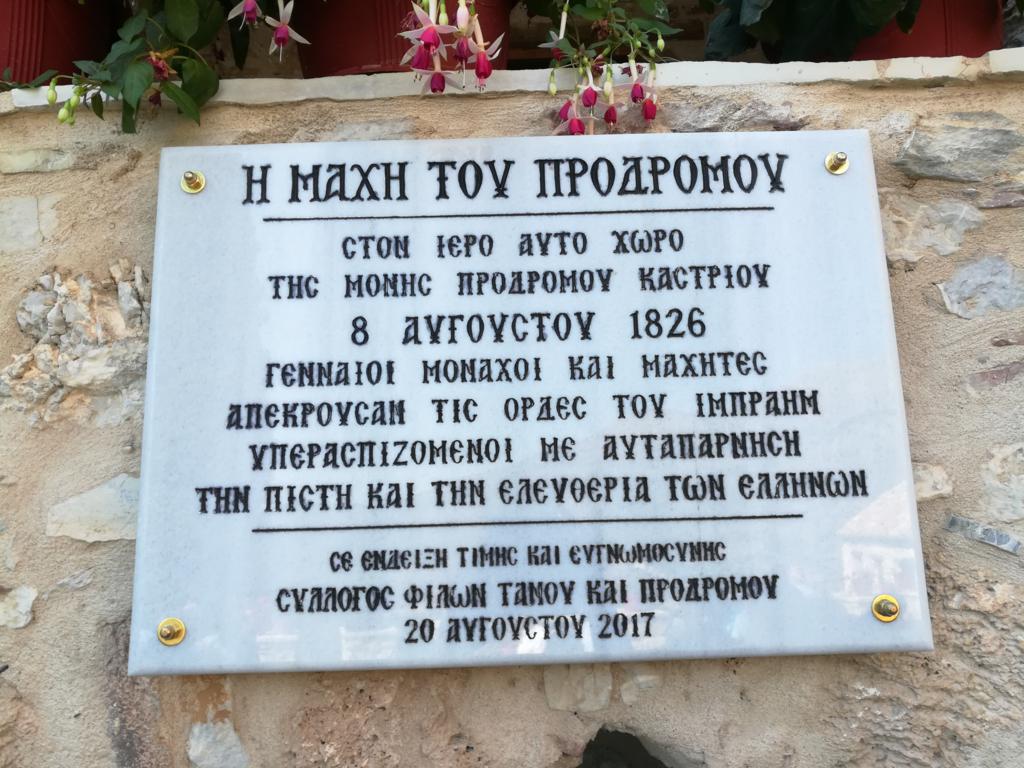 Η ΜΑΧΗ ΤΟΥ ΠΡΟΔΡΟΜΟΥ
ΣΤΟΝ ΙΕΡΟ ΑΥΤΟ ΧΩΡΟ
ΤΗΣ ΜΟΝΗΣ ΠΡΟΔΡΟΜΟΥ ΚΑΣΤΡΙΟΥ
8 ΑΥΓΟΥΣΤΟΥ 1826
ΓΕΝΝΑΙΟΙ ΜΟΝΑΧΟΙ ΚΑΙ ΜΑΧΗΤΕΣ
ΑΠΕΚΡΟΥΣΑΝ ΤΙΣ ΟΡΔΕΣ ΤΟΥ ΙΜΠΡΑΗΜ
ΥΠΕΡΑΣΠΙΖΟΜΕΝΟΙ ΜΕ ΑΥΤΑΠΑΡΝΗΣΗ
ΤΗΝ ΠΙΣΤΗ ΚΑΙ ΤΗΝ ΕΛΕΥΘΕΡΙΑ ΤΩΝ ΕΛΛΗΝΩΝ
ΣΕ ΕΝΔΕΙΞΗ ΤΙΜΗΣ ΚΑΙ ΕΥΓΝΩΜΟΣΥΝΗΣ
ΣΥΛΛΟΓΟΣ ΦΙΛΩΝ ΤΑΝΟΥ ΚΑΙ ΠΡΟΔΡΟΜΟΥ
20 ΑΥΓΟΥΣΤΟΥ 2017